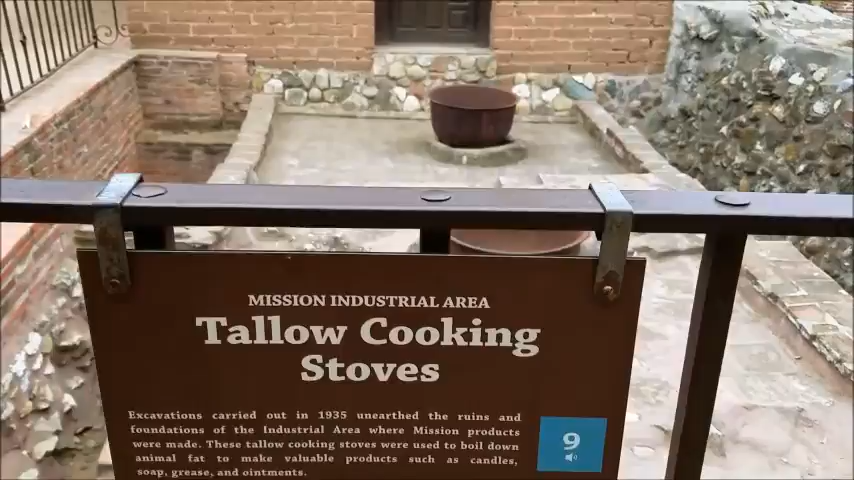 MISSION INDUSTRIAL AREA
Tallow Cooking
Stoves
Excavations carried out in 1935 unearthed the ruins and
foundations of the Industrial Area where Mission products
were made. These tallow cooking stoves were used to boil down
animal fat to make valuable products such as candles,
soap, grease, and ointments.
9